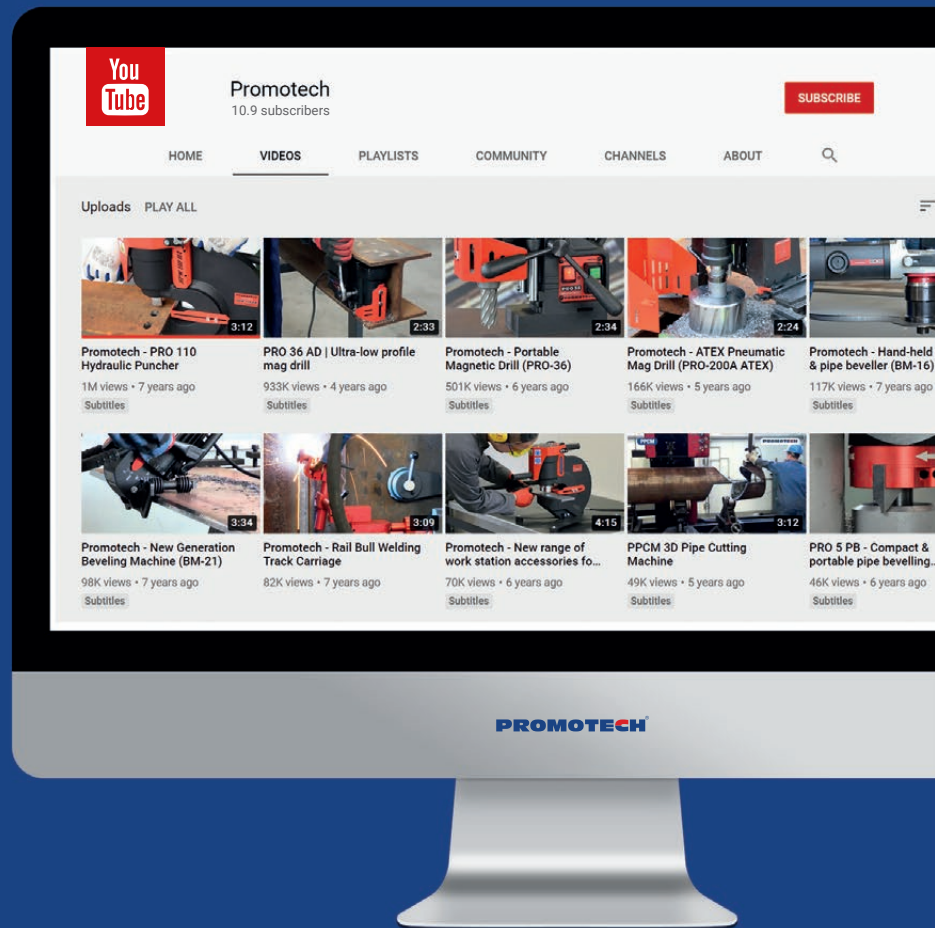 You
Tube
Promotech
10.9 subscribers
SUBSCRIBE
HOME VIDEOS PLAYLISTS COMMUNITY CHANNELS ABOUT
Uploads PLAY ALL
3:12
2:33
2:34
2:24
Promotech - PRO 110
Hydraulic Puncher
1M views • 7 years ago
Subtitles
PRO 36 AD | Ultra-low profile
mag drill
933K views • 4 years ago
Subtitles
PRO 36
Promotech - Portable
Magnetic Drill (PRO-36)
501K views • 6 years ago
Subtitles
Promotech - ATEX Pneumatic
Mag Drill (PRO-200A ATEX)
166K views • 5 years ago
Subtitles
Promotech - Hand-held
& pipe beveller (BM-16)
117K views • 7 years ago
Subtitles
3:34
3:09
4:15
PPCM
PROMOTECH
3:12
Promotech - New Generation
Beveling Machine (BM-21)
98K views • 7 years ago
Subtitles
Promotech - Rail Bull Welding
Track Carriage
82K views • 7 years ago
Promotech - New range of
work station accessories fo...
70K views • 6 years ago
Subtitles
PPCM 3D Pipe Cutting
Machine
49K views • 5 years ago
Subtitles
PRO 5 PB - Compact &
portable pipe bevelling..
46K views • 6 years ago
Subtitles
PROMOTECH